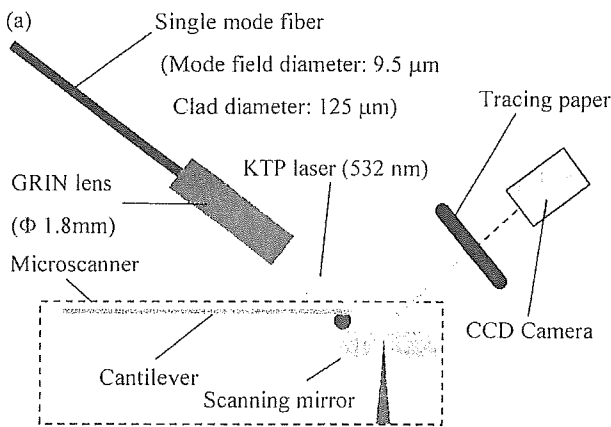 (a)
Single mode fiber
(Mode field diameter: 9.5 μm
Clad diameter: 125 μm)
Tracing paper
KTP laser (532 nm)
GRIN lens
(Φ 1.8mm)
Microscanner
CCD Camera
Cantilever
Scanning mirror